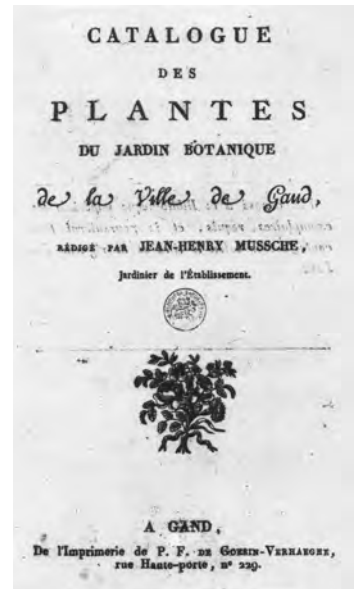 CATALOGUE
DES
PLANTES
DU JARDIN BOTANIQUE
de la Ville de Gand,
RÉDIGÉ PAR JEAN-HENRY MUSSCHE,
Jardinier de l'Établissement.
A GAND,
De l'Imprimerie de P. F. DE GOESIN-VERHAEGHE,
rue Haute-porte, nº 229.